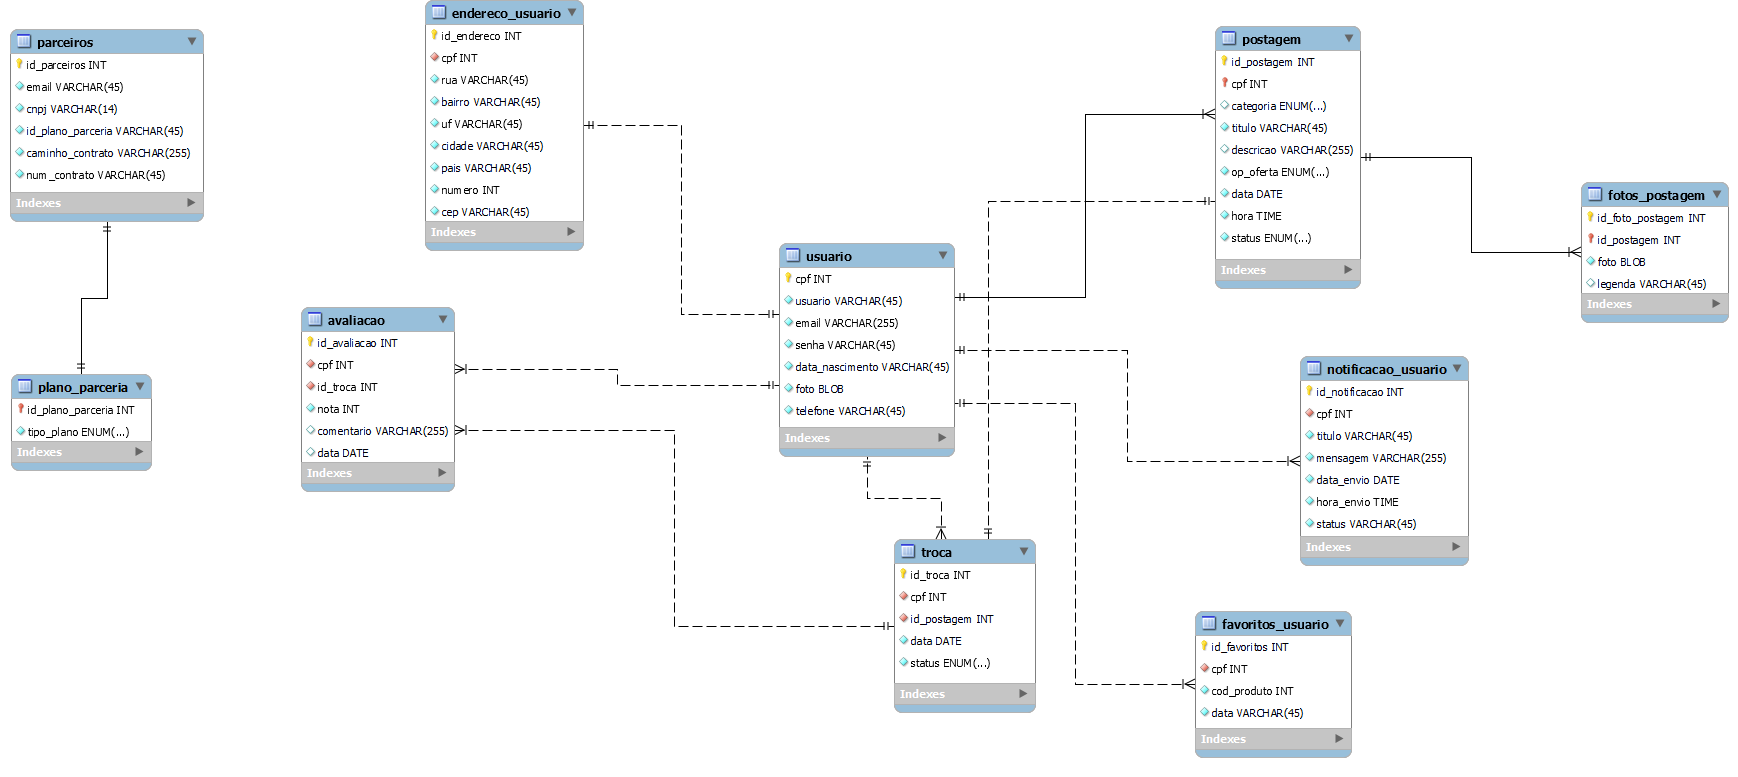 parceiros
id_parceiros INT
email VARCHAR(45)
cnpj VARCHAR(14)
id_plano_parceria VARCHAR(45)
caminho_contrato VARCHAR(255)
num_contrato VARCHAR(45)
Indexes
plano_parceria
id_plano_parceria INT
tipo_plano ENUM(...)
Indexes
endereco_usuario
id_endereco INT
cpf INT
rua VARCHAR(45)
bairro VARCHAR(45)
uf VARCHAR(45)
cidade VARCHAR(45)
pais VARCHAR(45)
numero INT
cep VARCHAR(45)
Indexes
avaliacao
id_avaliacao INT
cpf INT
id_troca INT
nota INT
comentario VARCHAR(255)
data DATE
Indexes
usuario
cpf INT
usuario VARCHAR(45)
email VARCHAR(255)
senha VARCHAR(45)
data_nascimento VARCHAR(45)
foto BLOB
telefone VARCHAR(45)
Indexes
troca
id_troca INT
cpf INT
id_postagem INT
data DATE
status ENUM(...)
Indexes
postagem
id_postagem INT
cpf INT
categoria ENUM(...)
titulo VARCHAR(45)
descricao VARCHAR(255)
op_oferta ENUM(...)
data DATE
hora TIME
status ENUM(...)
Indexes
fotos_postagem
id_foto_postagem INT
id_postagem INT
foto BLOB
legenda VARCHAR(45)
Indexes
notificacao_usuario
id_notificacao INT
cpf INT
titulo VARCHAR(45)
mensagem VARCHAR(255)
data_envio DATE
hora_envio TIME
status VARCHAR(45)
Indexes
favoritos_usuario
id_favoritos INT
cpf INT
cod_produto INT
data VARCHAR(45)
Indexes